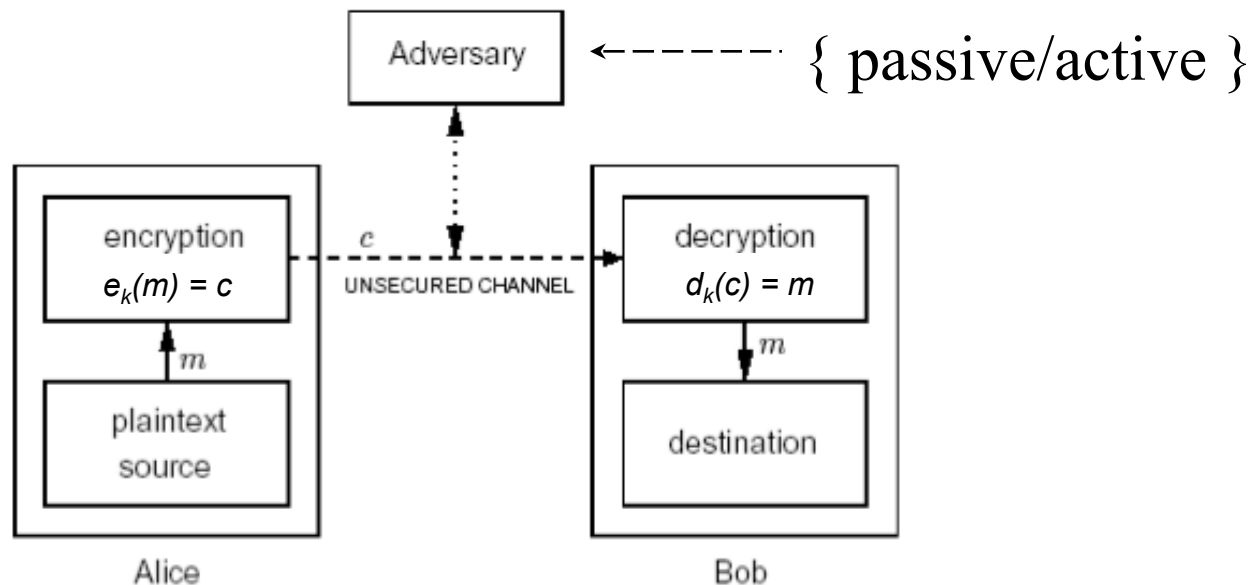 Adversary
{ passive/active }
encryption
e_k(m) = c
c
UNSECURED CHANNEL
decryption
d_k(c) = m
m
m
plaintext
source
destination
Alice
Bob